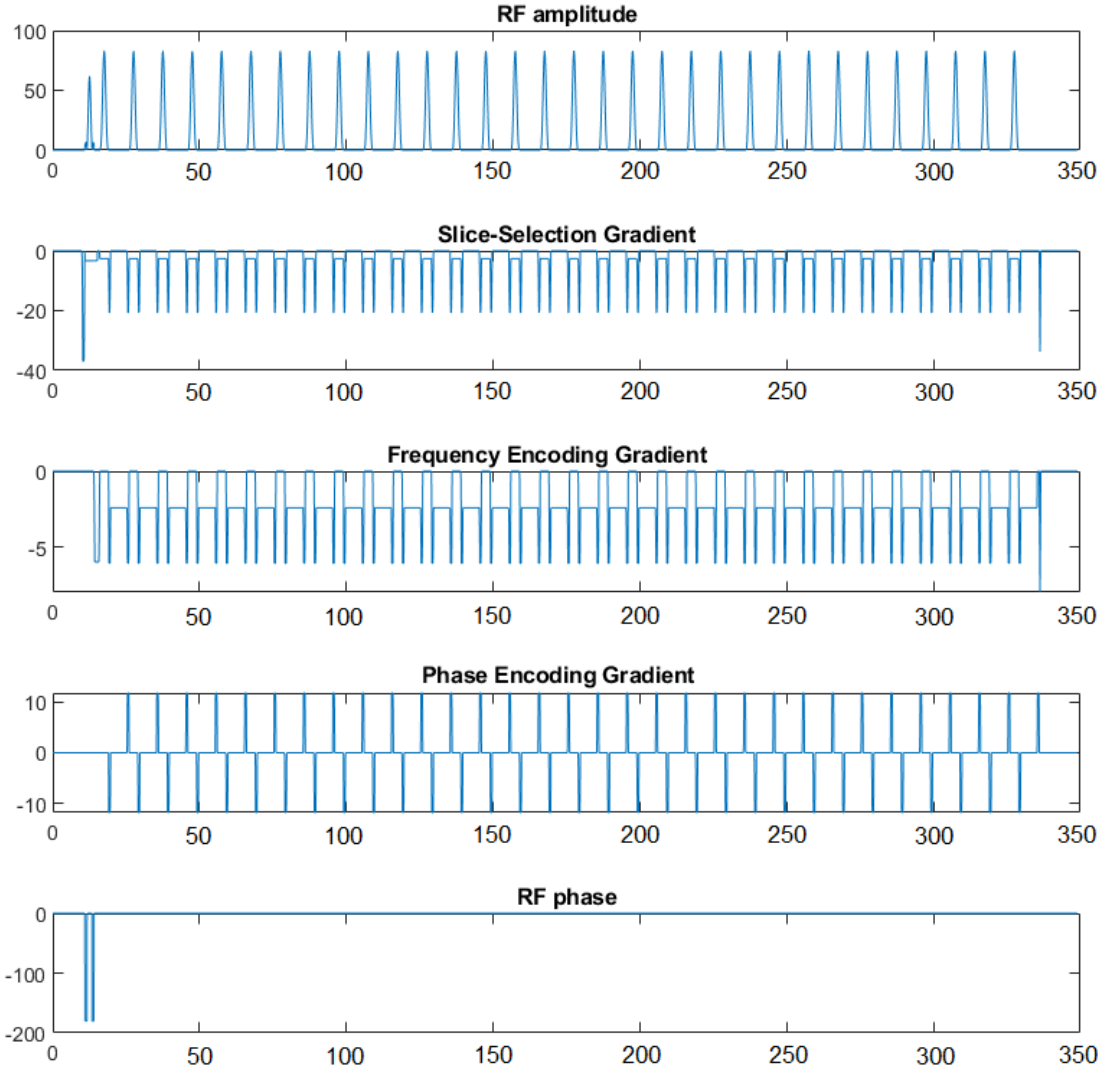 RF amplitude
100
50
0
0 50 100 150 200 250 300 350
Slice-Selection Gradient
0
-20
-40
0 50 100 150 200 250 300 350
Frequency Encoding Gradient
0
-5
0 50 100 150 200 250 300 350
Phase Encoding Gradient
10
0
-10
0 50 100 150 200 250 300 350
RF phase
0
-100
-200
0 50 100 150 200 250 300 350